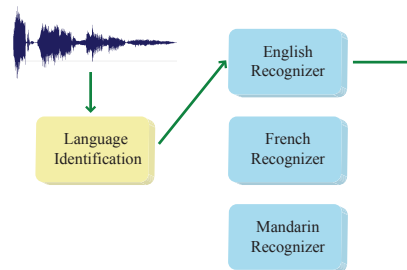 English
Recognizer
Language
Identification
French
Recognizer
Mandarin
Recognizer